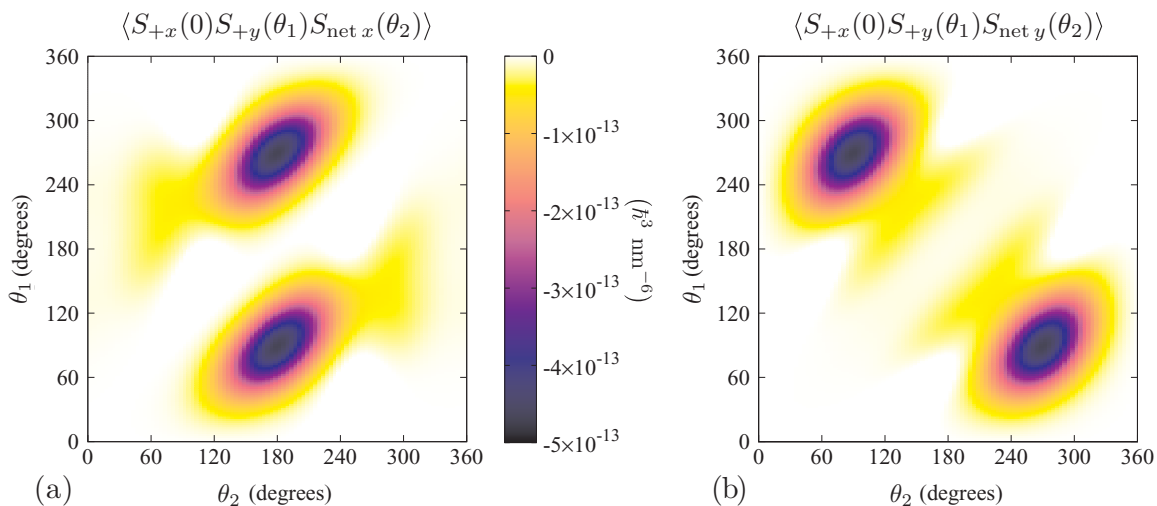 ⟨S₊ₓ(0)S₊y(θ₁)S_net x(θ₂)⟩
360
300
240
180
120
60
0
θ₁ (degrees)
0 60 120 180 240 300 360
θ₂ (degrees)
(a)
0
-1×10⁻¹³
-2×10⁻¹³
-3×10⁻¹³
-4×10⁻¹³
-5×10⁻¹³
(ℏ³ nm⁻⁶)
⟨S₊ₓ(0)S₊y(θ₁)S_net y(θ₂)⟩
360
300
240
180
120
60
0
θ₁ (degrees)
0 60 120 180 240 300 360
θ₂ (degrees)
(b)